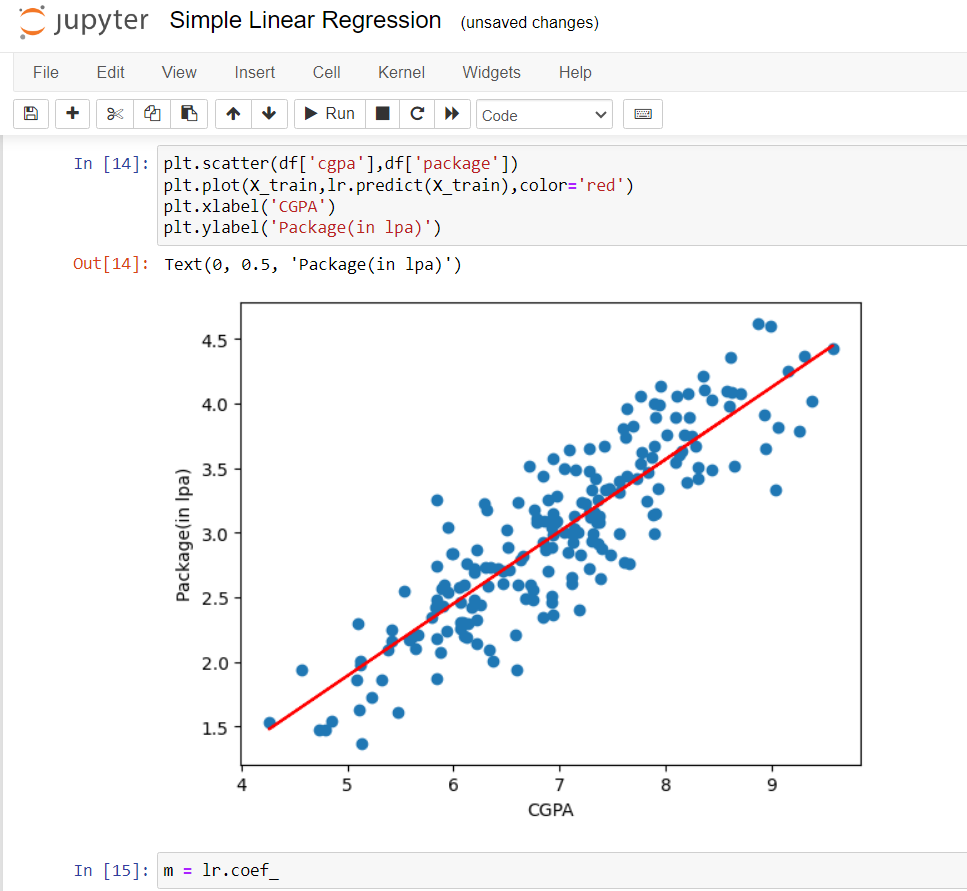 jupyter Simple Linear Regression (unsaved changes)
File Edit View Insert Cell Kernel Widgets Help
Run Code
In [14]: plt.scatter(df['cgpa'],df['package'])
plt.plot(X_train,lr.predict(X_train),color='red')
plt.xlabel('CGPA')
plt.ylabel('Package(in lpa)')
Out[14]: Text(0, 0.5, 'Package(in lpa)')
Package(in lpa)
4.5
4.0
3.5
3.0
2.5
2.0
1.5
4 5 6 7 8 9
CGPA
In [15]: m = lr.coef_